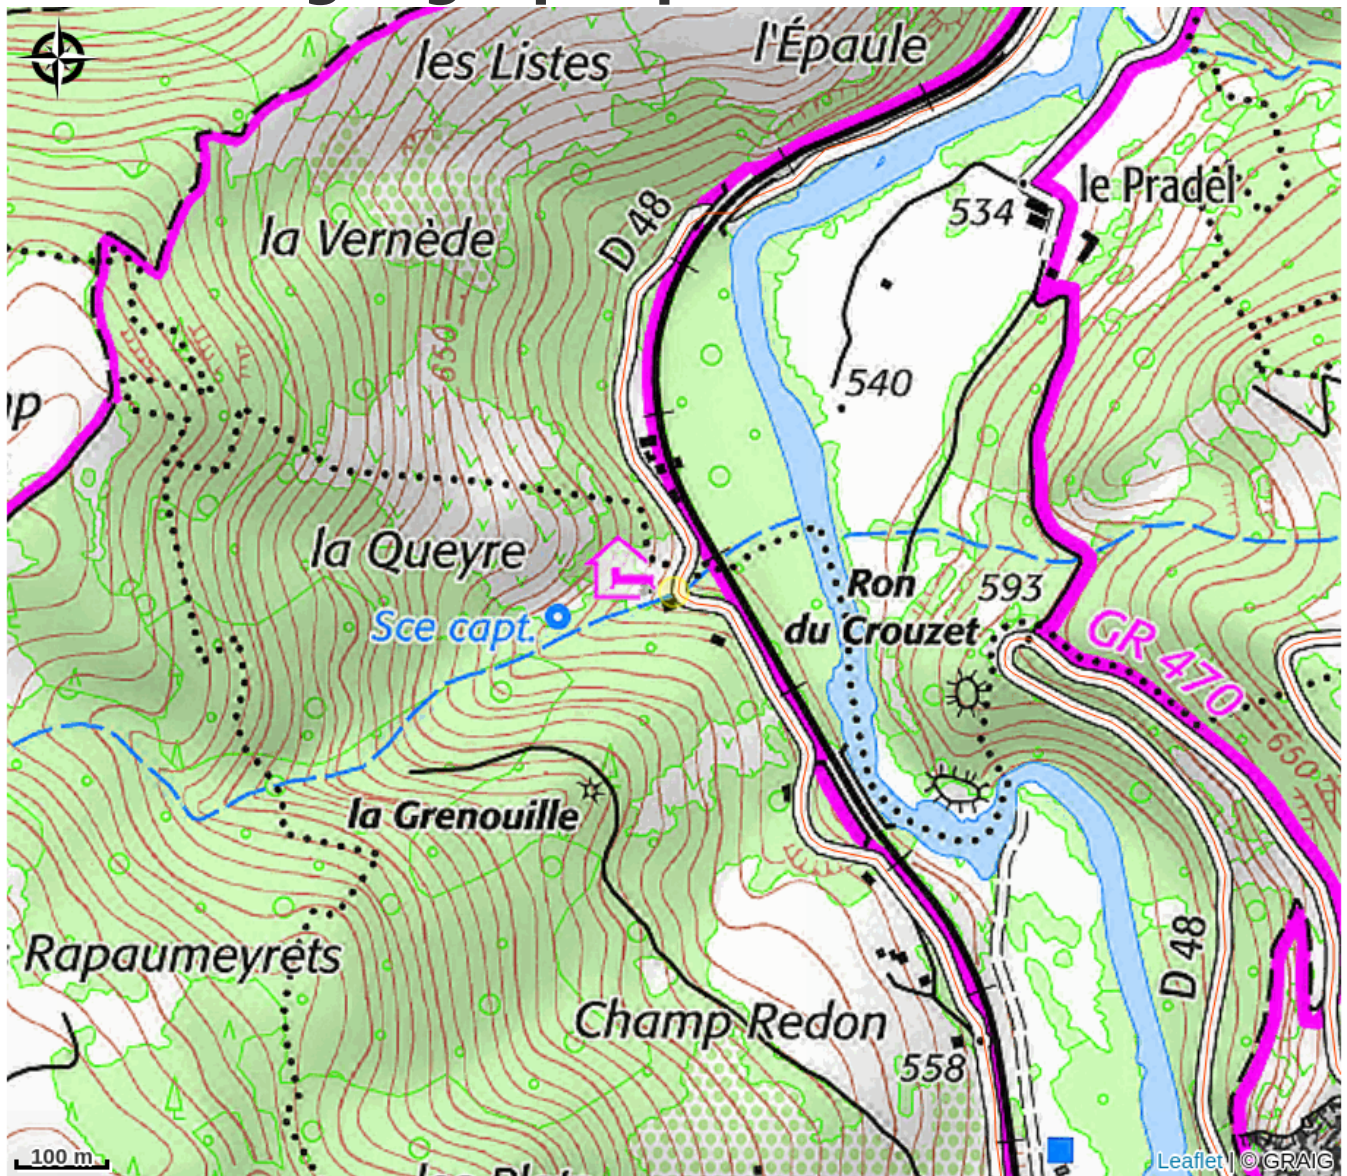 les Listes
l'Épaule
la Vernède
D 48
le Pradel
534
650
540
la Queyre
Sce capt.
Ron
du Crouzet
593
GR 470
650
la Grenouille
Rapaumeyrets
Champ Redon
558
D 48
100 m
Leaflet | © GRAIG